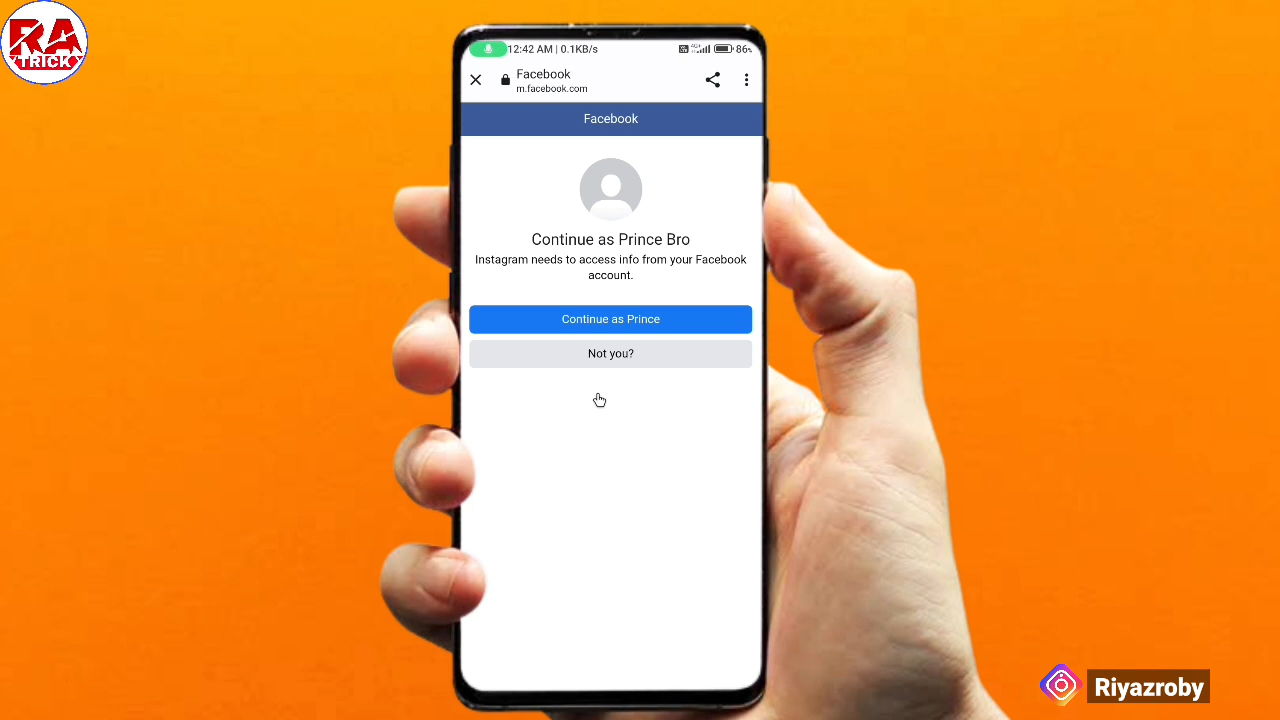 RA
TRICK
12:42 AM | 0.1KB/s
86
Facebook
m.facebook.com
Facebook
Continue as Prince Bro
Instagram needs to access info from your Facebook
account.
Continue as Prince
Not you?
Riyazroby